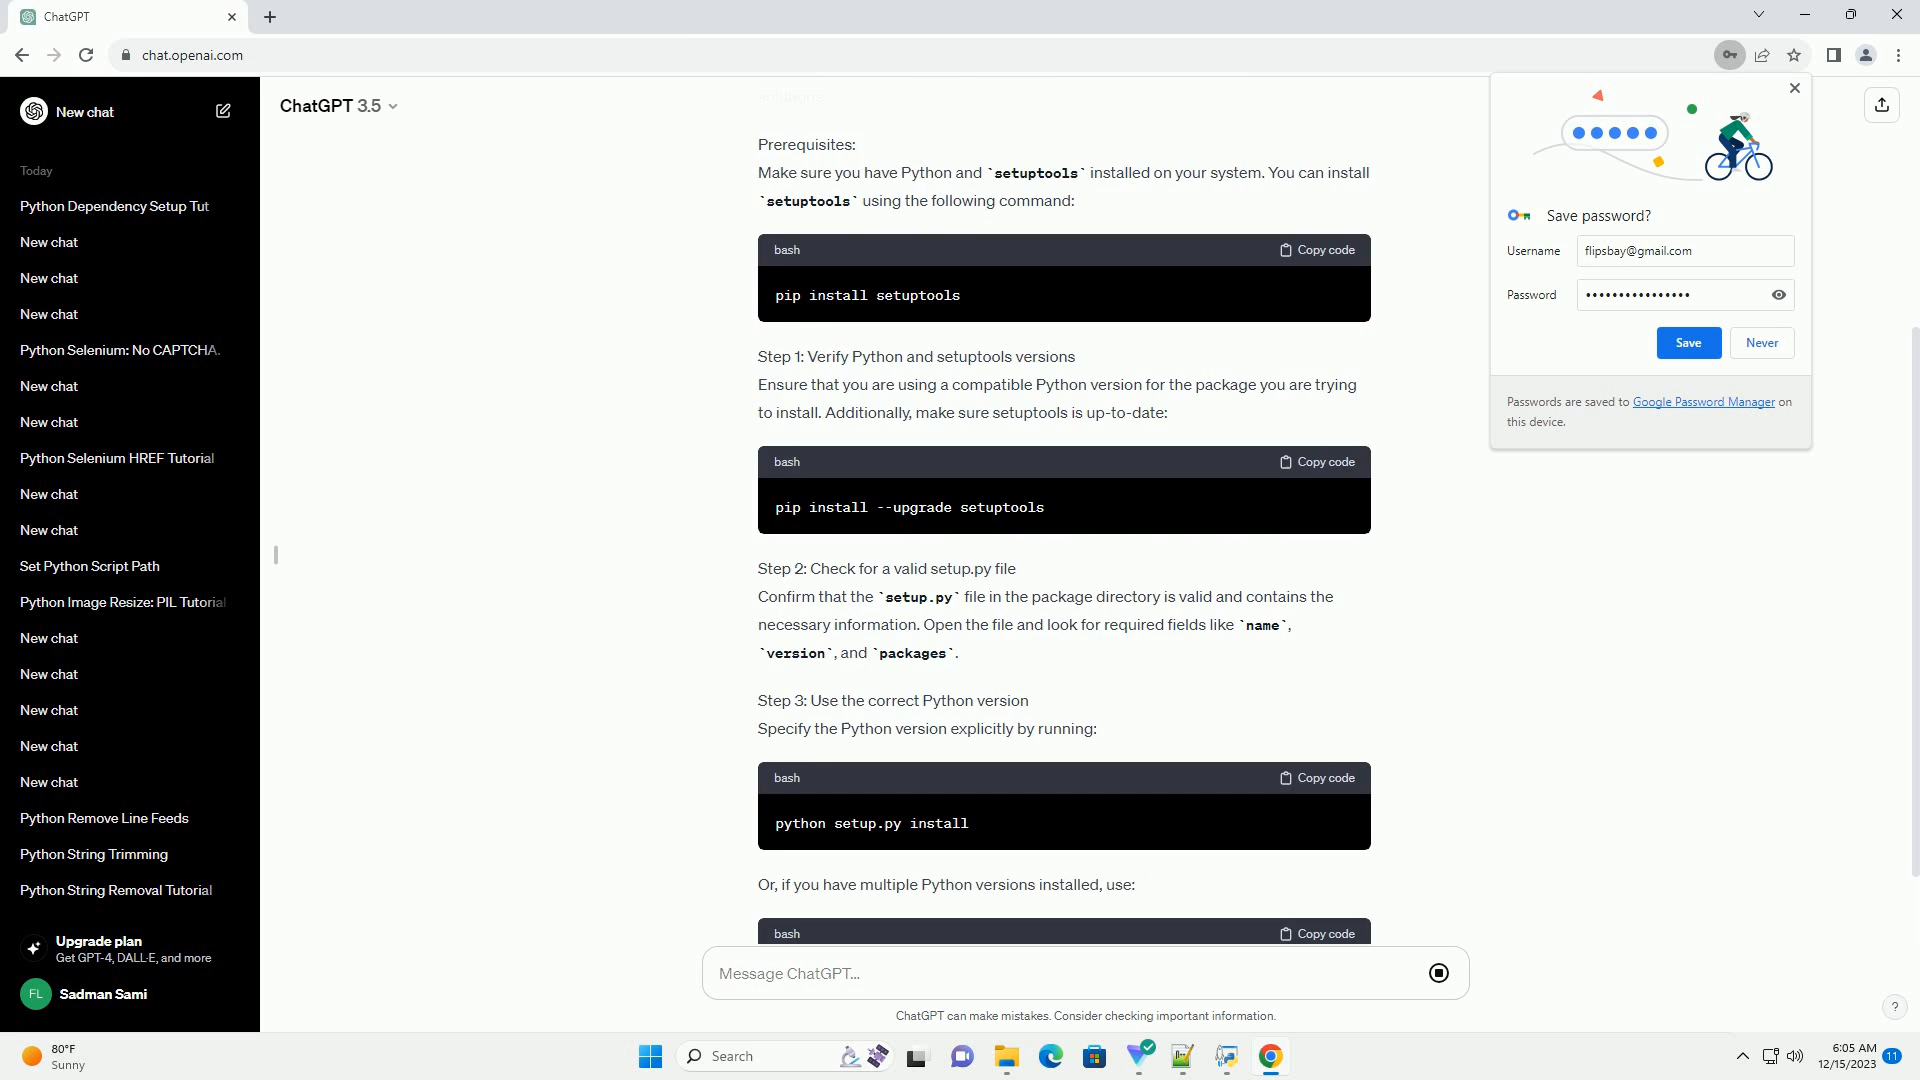 ChatGPT
chat.openai.com
New chat
Today
Python Dependency Setup Tut
New chat
New chat
New chat
Python Selenium: No CAPTCHA.
New chat
New chat
Python Selenium HREF Tutorial
New chat
New chat
Set Python Script Path
Python Image Resize: PIL Tutorial
New chat
New chat
New chat
New chat
New chat
Python Remove Line Feeds
Python String Trimming
Python String Removal Tutorial
Upgrade plan
Get GPT-4, DALL·E, and more
FL
Sadman Sami
ChatGPT 3.5
Prerequisites:
Make sure you have Python and `setuptools` installed on your system. You can install
`setuptools` using the following command:
bash
Copy code
pip install setuptools
Step 1: Verify Python and setuptools versions
Ensure that you are using a compatible Python version for the package you are trying
to install. Additionally, make sure setuptools is up-to-date:
bash
Copy code
pip install --upgrade setuptools
Step 2: Check for a valid setup.py file
Confirm that the `setup.py` file in the package directory is valid and contains the
necessary information. Open the file and look for required fields like `name`,
`version`, and `packages`.
Step 3: Use the correct Python version
Specify the Python version explicitly by running:
bash
Copy code
python setup.py install
Or, if you have multiple Python versions installed, use:
bash
Copy code
Message ChatGPT...
ChatGPT can make mistakes. Consider checking important information.
?
Save password?
Username
flipsbay@gmail.com
Password
••••••••••••••••
Save
Never
Passwords are saved to Google Password Manager on
this device.
80°F
Sunny
Search
6:05 AM
12/15/2023
11